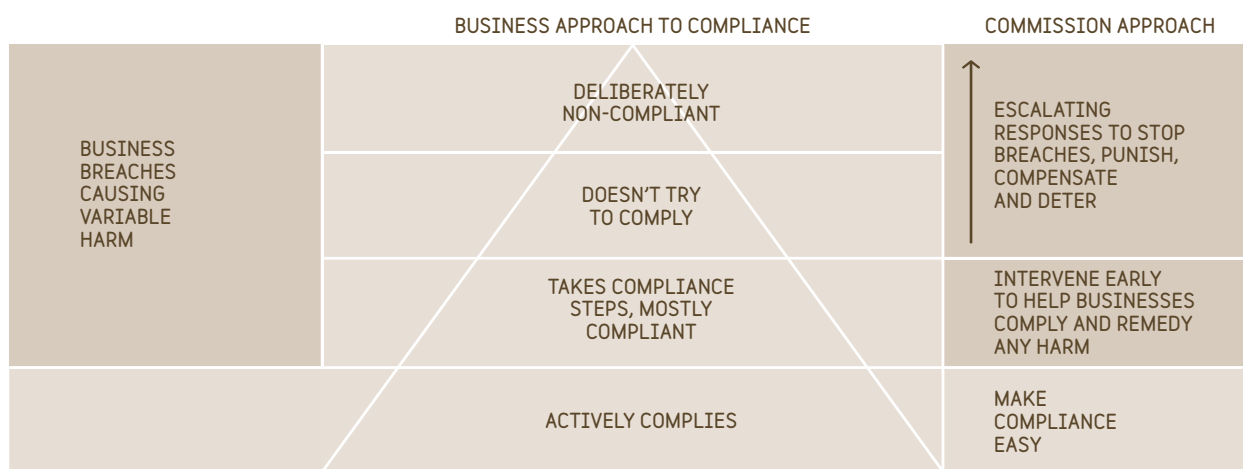 BUSINESS APPROACH TO COMPLIANCE
COMMISSION APPROACH
BUSINESS
BREACHES
CAUSING
VARIABLE
HARM
DELIBERATELY
NON-COMPLIANT
DOESN'T TRY
TO COMPLY
TAKES COMPLIANCE
STEPS, MOSTLY
COMPLIANT
ACTIVELY COMPLIES
ESCALATING
RESPONSES TO STOP
BREACHES, PUNISH,
COMPENSATE
AND DETER
INTERVENE EARLY
TO HELP BUSINESSES
COMPLY AND REMEDY
ANY HARM
MAKE
COMPLIANCE
EASY